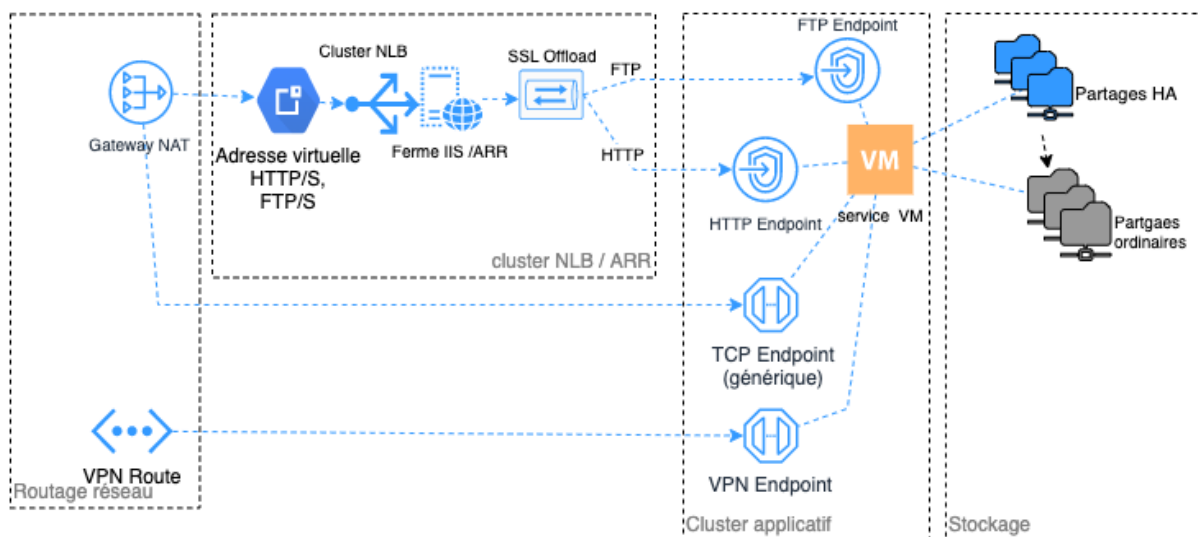 Gateway NAT
VPN Route
Routage réseau
Adresse virtuelle
HTTP/S,
FTP/S
Cluster NLB
Ferme IIS /ARR
SSL Offload
FTP
HTTP
cluster NLB / ARR
FTP Endpoint
HTTP Endpoint
VM
service VM
TCP Endpoint
(générique)
VPN Endpoint
Cluster applicatif
Partages HA
Partgaes
ordinaires
Stockage